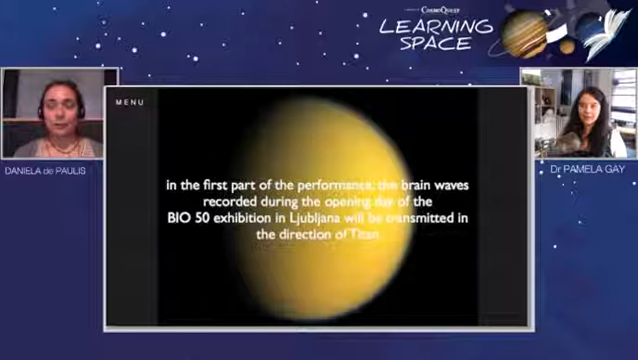 CosmoQuest
LEARNING
SPACE
MENU
in the first part of the performance, the brain waves
recorded during the opening day of the
BIO 50 exhibition in Ljubljana will be transmitted in
the direction of Titan
DANIELA de PAULIS
Dr PAMELA GAY